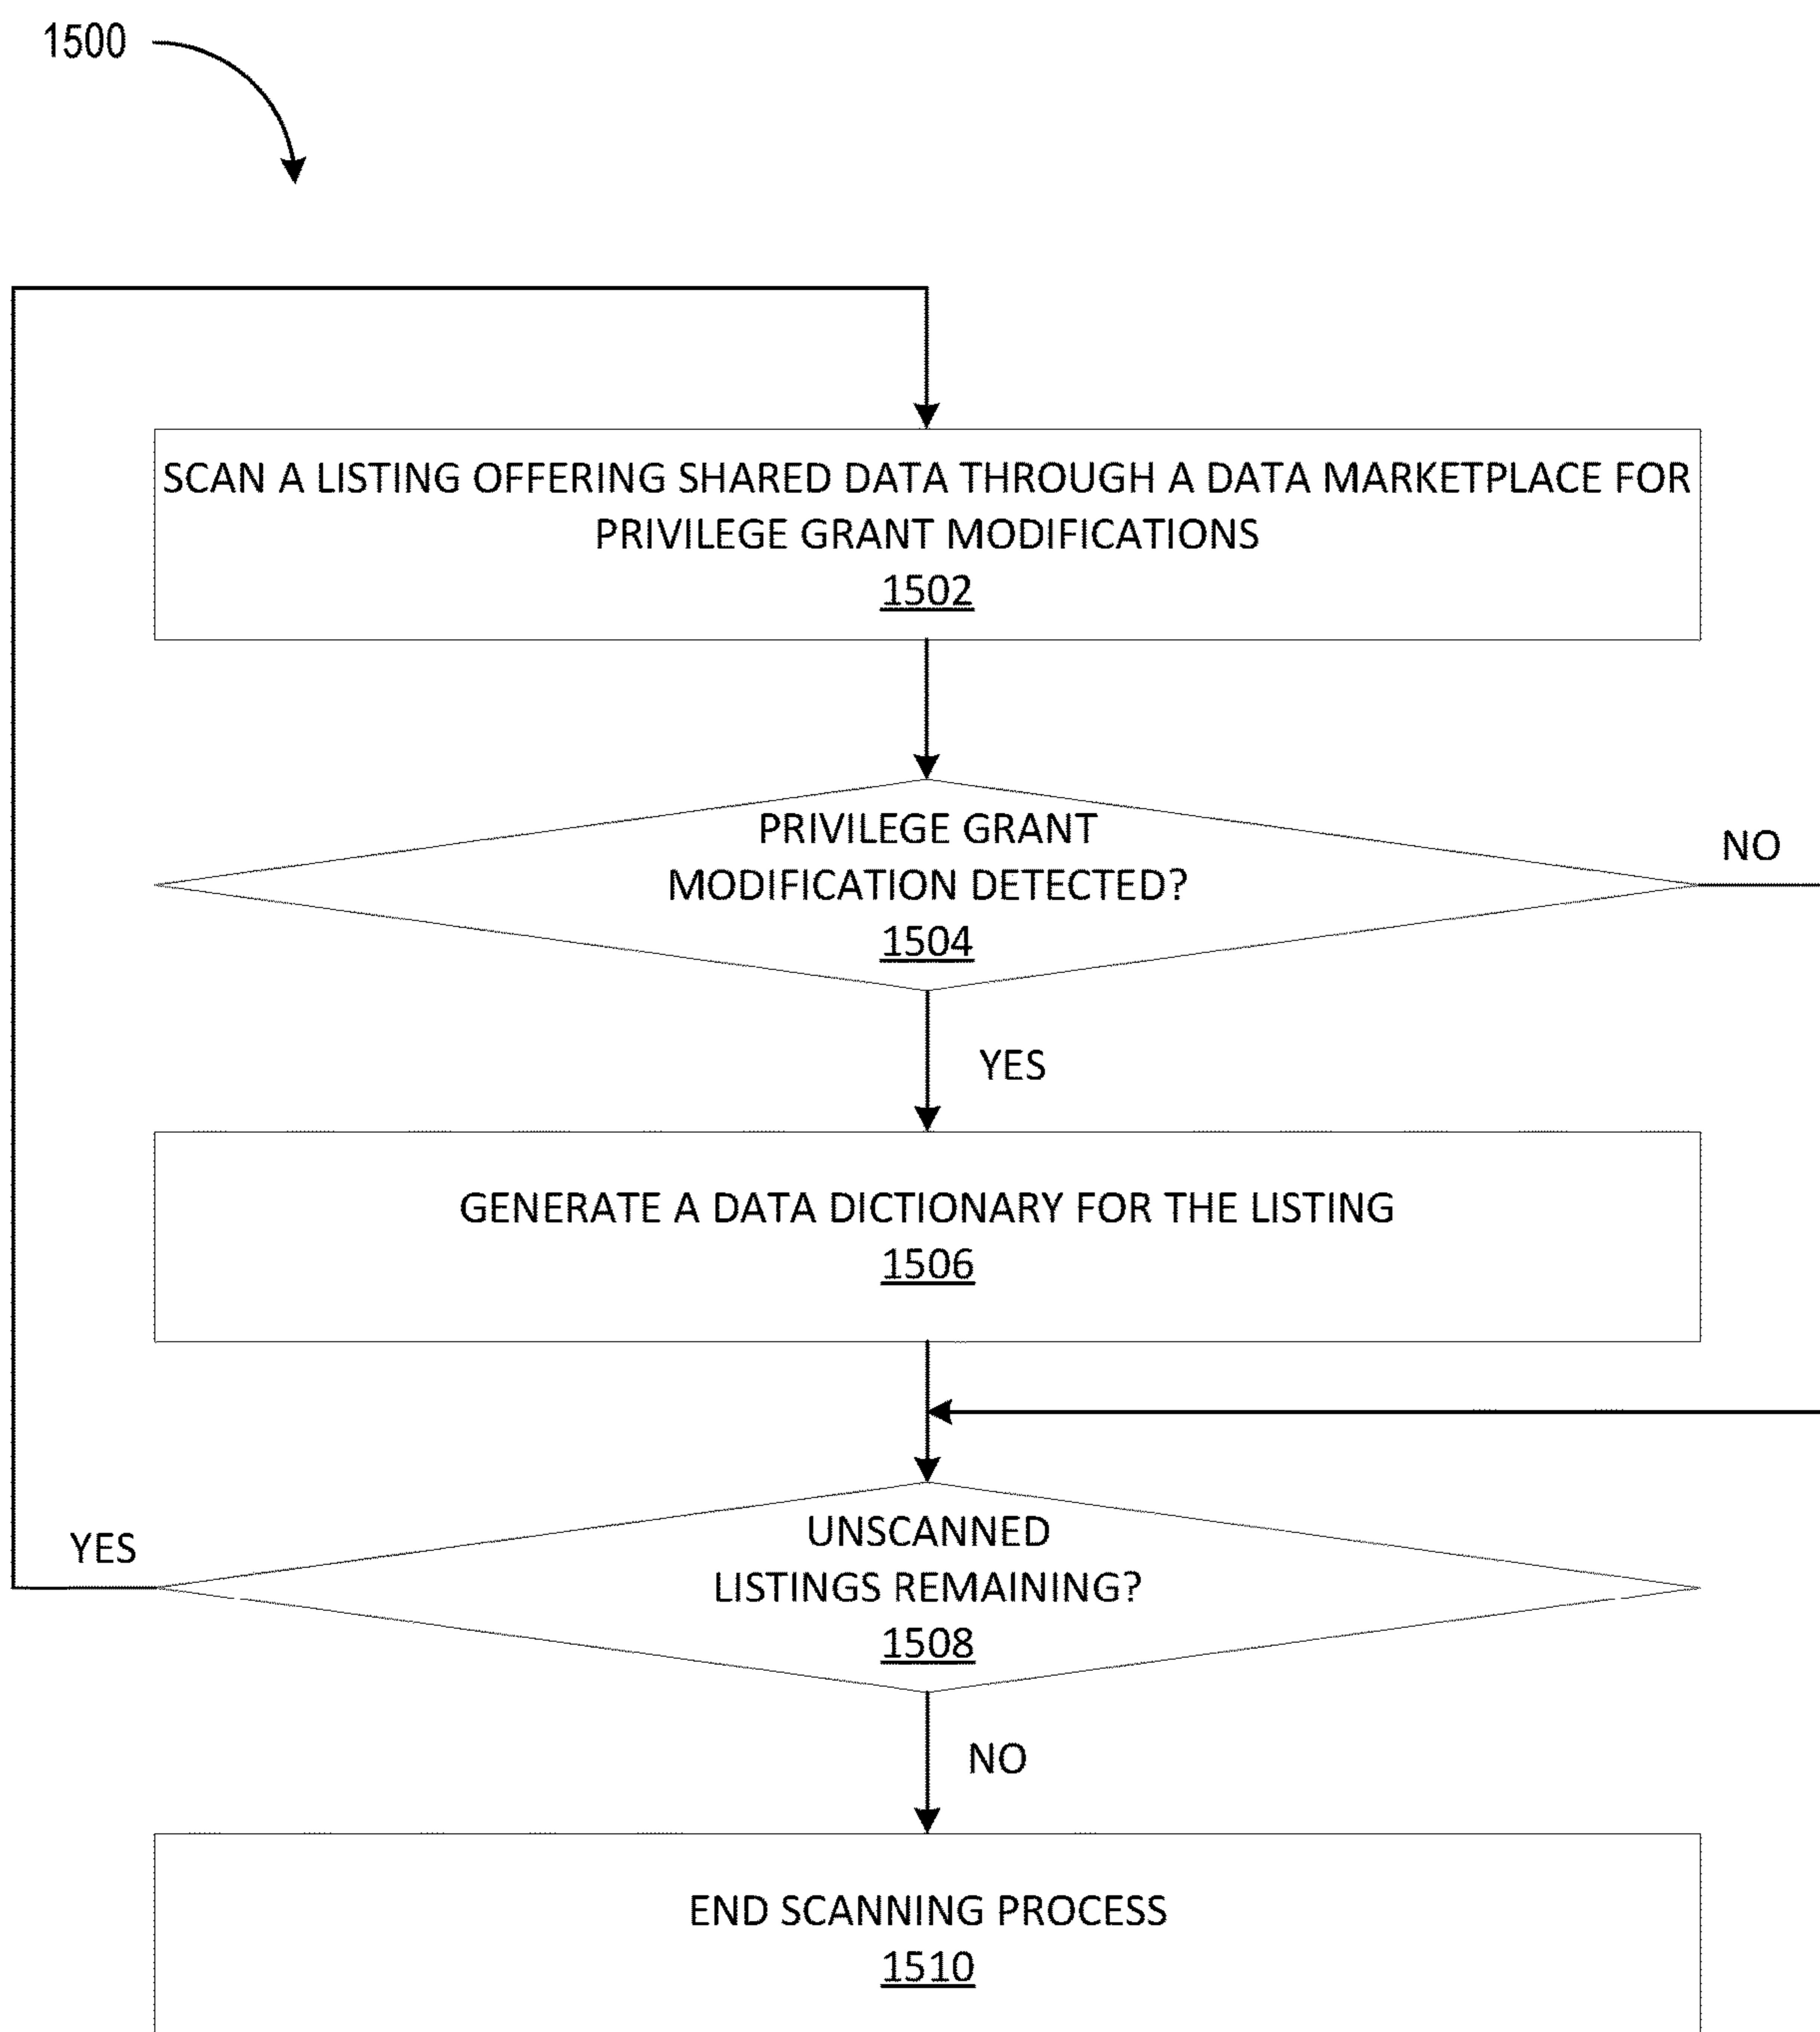 1500
SCAN A LISTING OFFERING SHARED DATA THROUGH A DATA MARKETPLACE FOR
PRIVILEGE GRANT MODIFICATIONS
1502
PRIVILEGE GRANT
MODIFICATION DETECTED?
1504
NO
YES
GENERATE A DATA DICTIONARY FOR THE LISTING
1506
UNSCANNED
LISTINGS REMAINING?
1508
YES
NO
END SCANNING PROCESS
1510